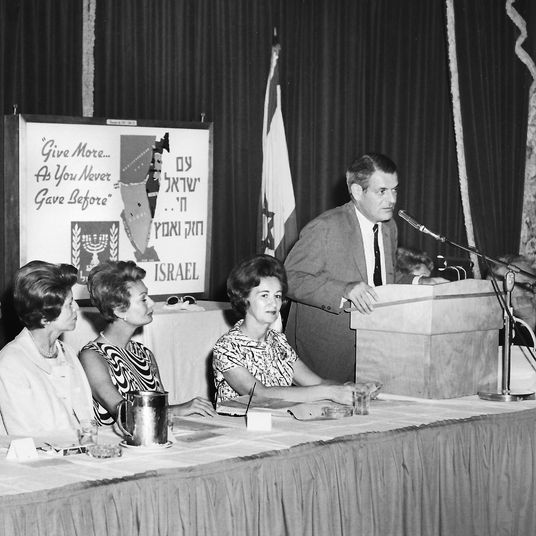 "Give More...
As You Never
Gave Before"
עם
ישראל
חי..
חזק ואמץ
ISRAEL